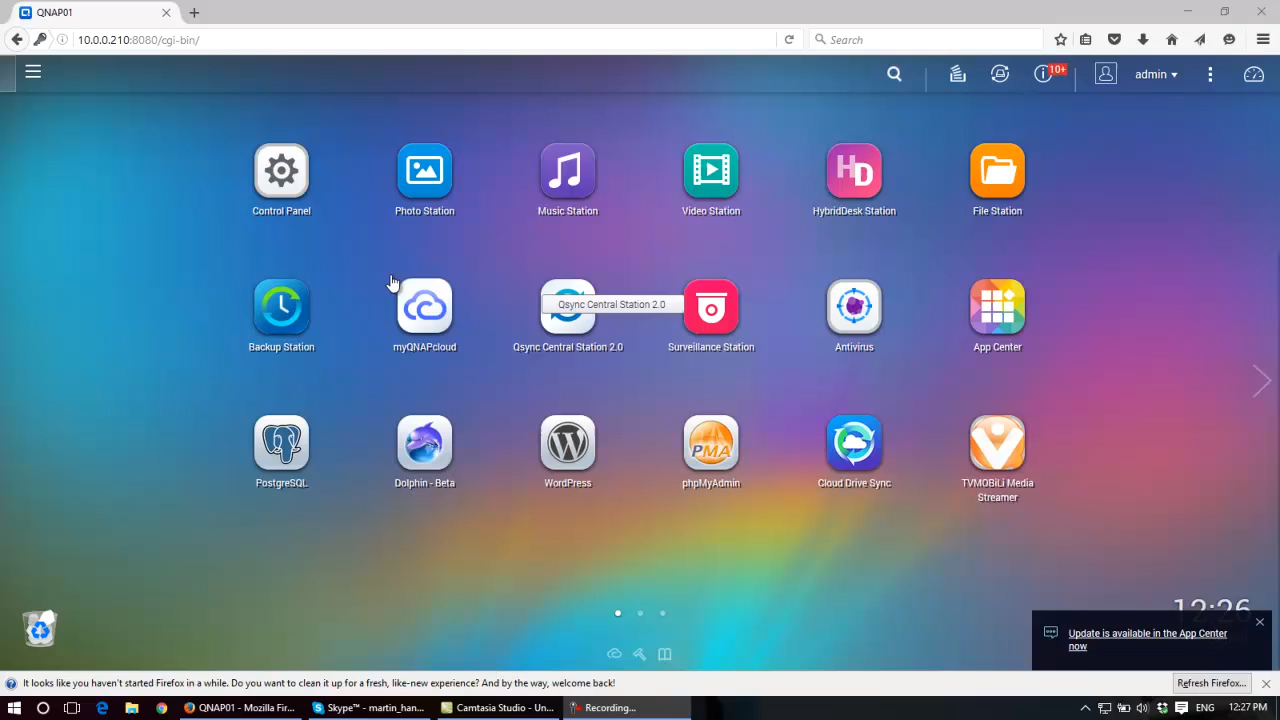 QNAP01
10.0.0.210:8080/cgi-bin/
Search
10+
admin
Control Panel
Photo Station
Music Station
Video Station
HD
HybridDesk Station
File Station
Qsync Central Station 2.0
Backup Station
myQNAPcloud
Qsync Central Station 2.0
Surveillance Station
Antivirus
App Center
PMA
PostgreSQL
Dolphin - Beta
WordPress
phpMyAdmin
Cloud Drive Sync
TVMOBiLi Media
Streamer
12:26
Update is available in the App Center
now
It looks like you haven't started Firefox in a while. Do you want to clean it up for a fresh, like-new experience? And by the way, welcome back!
Refresh Firefox...
QNAP01 - Mozilla Fir...
Skype™ - martin_han...
Camtasia Studio - Un...
Recording...
ENG
12:27 PM